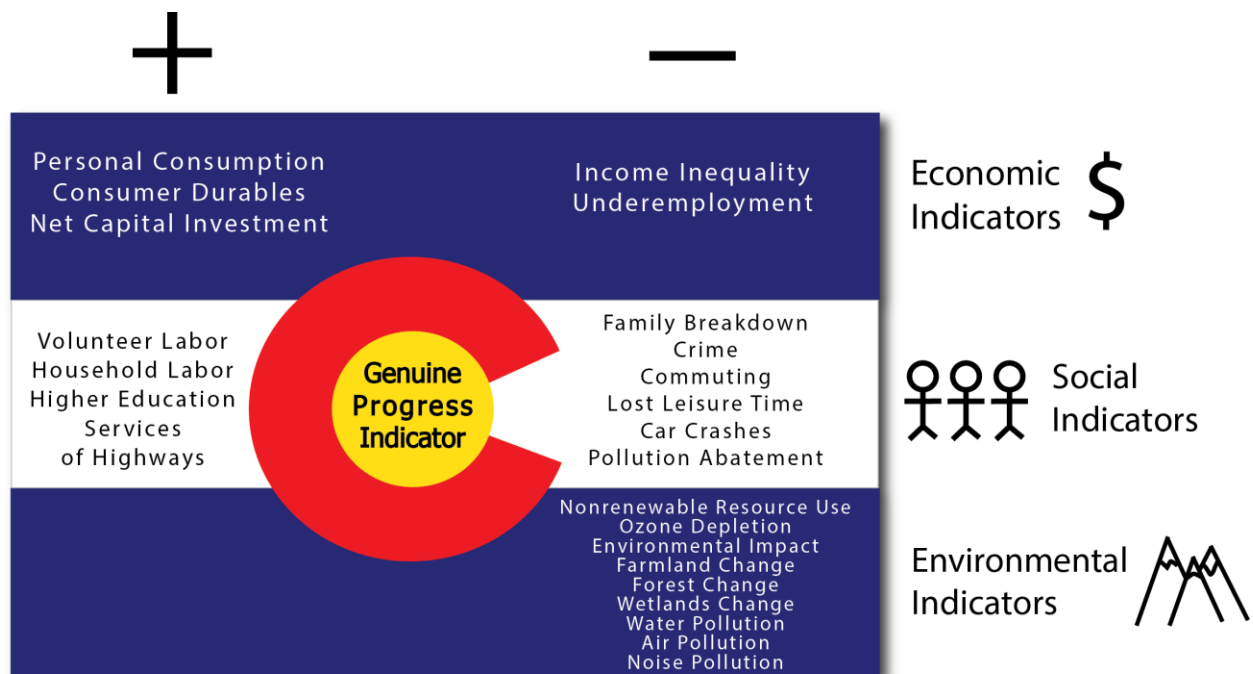 +
−
Personal Consumption
Consumer Durables
Net Capital Investment
Income Inequality
Underemployment
Economic
Indicators
$
Volunteer Labor
Household Labor
Higher Education
Services
of Highways
Genuine
Progress
Indicator
Family Breakdown
Crime
Commuting
Lost Leisure Time
Car Crashes
Pollution Abatement
Social
Indicators
Nonrenewable Resource Use
Ozone Depletion
Environmental Impact
Farmland Change
Forest Change
Wetlands Change
Water Pollution
Air Pollution
Noise Pollution
Environmental
Indicators